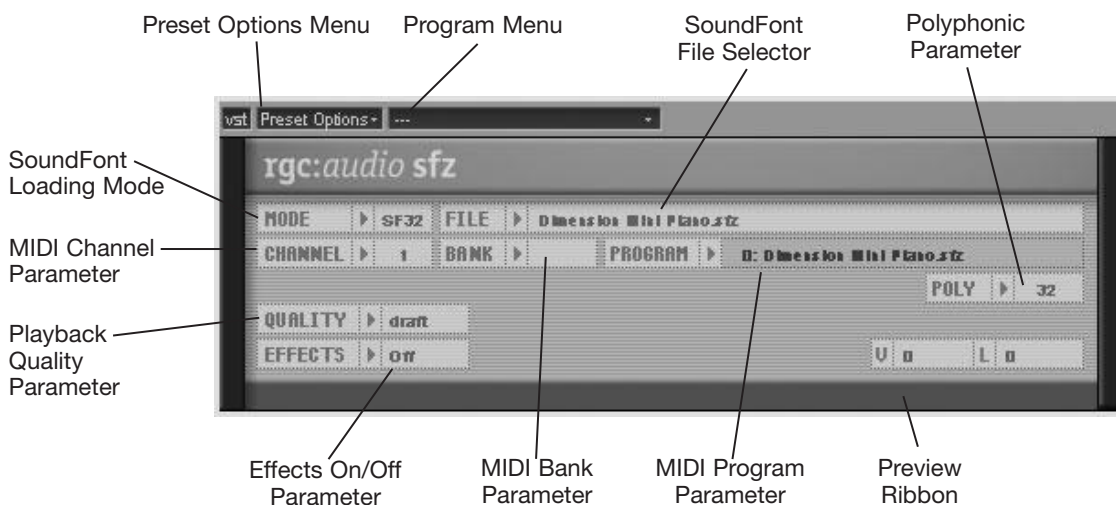 Preset Options Menu
Program Menu
SoundFont
File Selector
Polyphonic
Parameter
vst
Preset Options
---
SoundFont
Loading Mode
rgc:audio sfz
MODE
SF32
FILE
Dimension Mini Piano.sfz
MIDI Channel
Parameter
CHANNEL
1
BANK
PROGRAM
0: Dimension Mini Piano.sfz
POLY
32
Playback
Quality
Parameter
QUALITY
draft
EFFECTS
Off
V
0
L
0
Effects On/Off
Parameter
MIDI Bank
Parameter
MIDI Program
Parameter
Preview
Ribbon